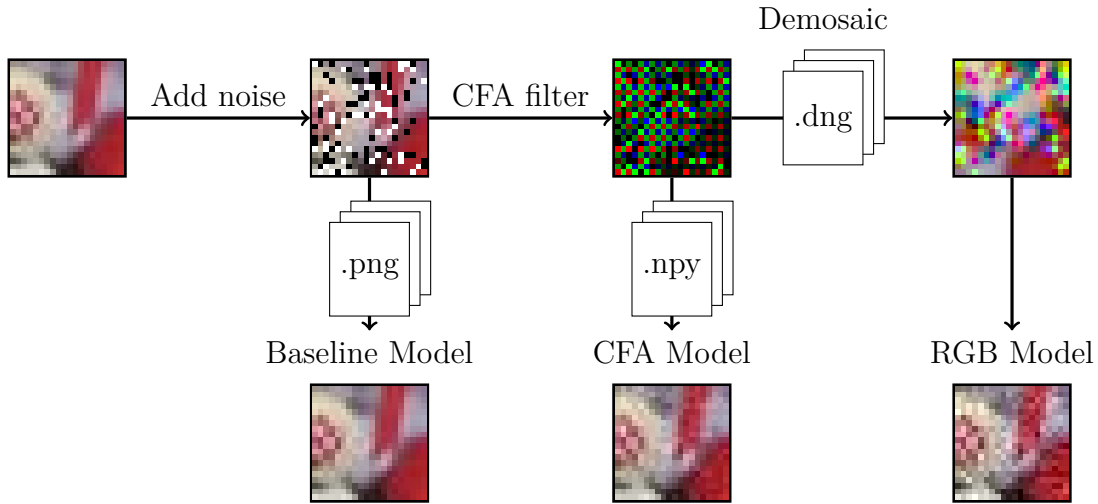 Demosaic
Add noise
CFA filter
.dng
.png
.npy
Baseline Model
CFA Model
RGB Model